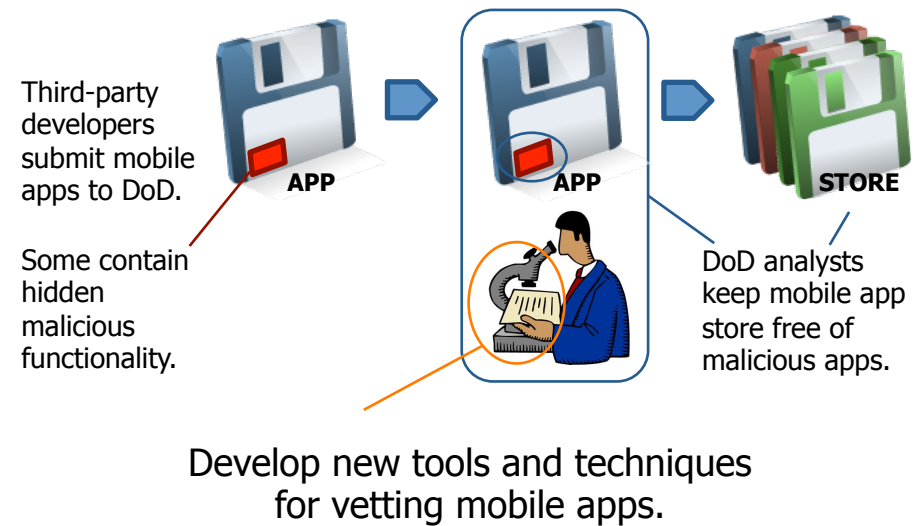 Third-party
developers
submit mobile
apps to DoD.
Some contain
hidden
malicious
functionality.
APP
APP
STORE
DoD analysts
keep mobile app
store free of
malicious apps.
Develop new tools and techniques
for vetting mobile apps.